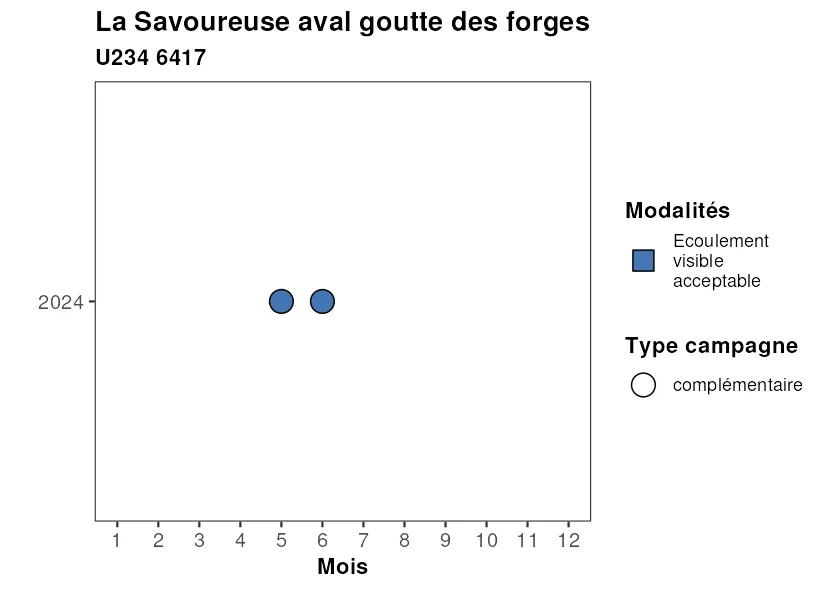 La Savoureuse aval goutte des forges
U234 6417
2024
1 2 3 4 5 6 7 8 9 10 11 12
Mois
Modalités
Ecoulement
visible
acceptable
Type campagne
complémentaire